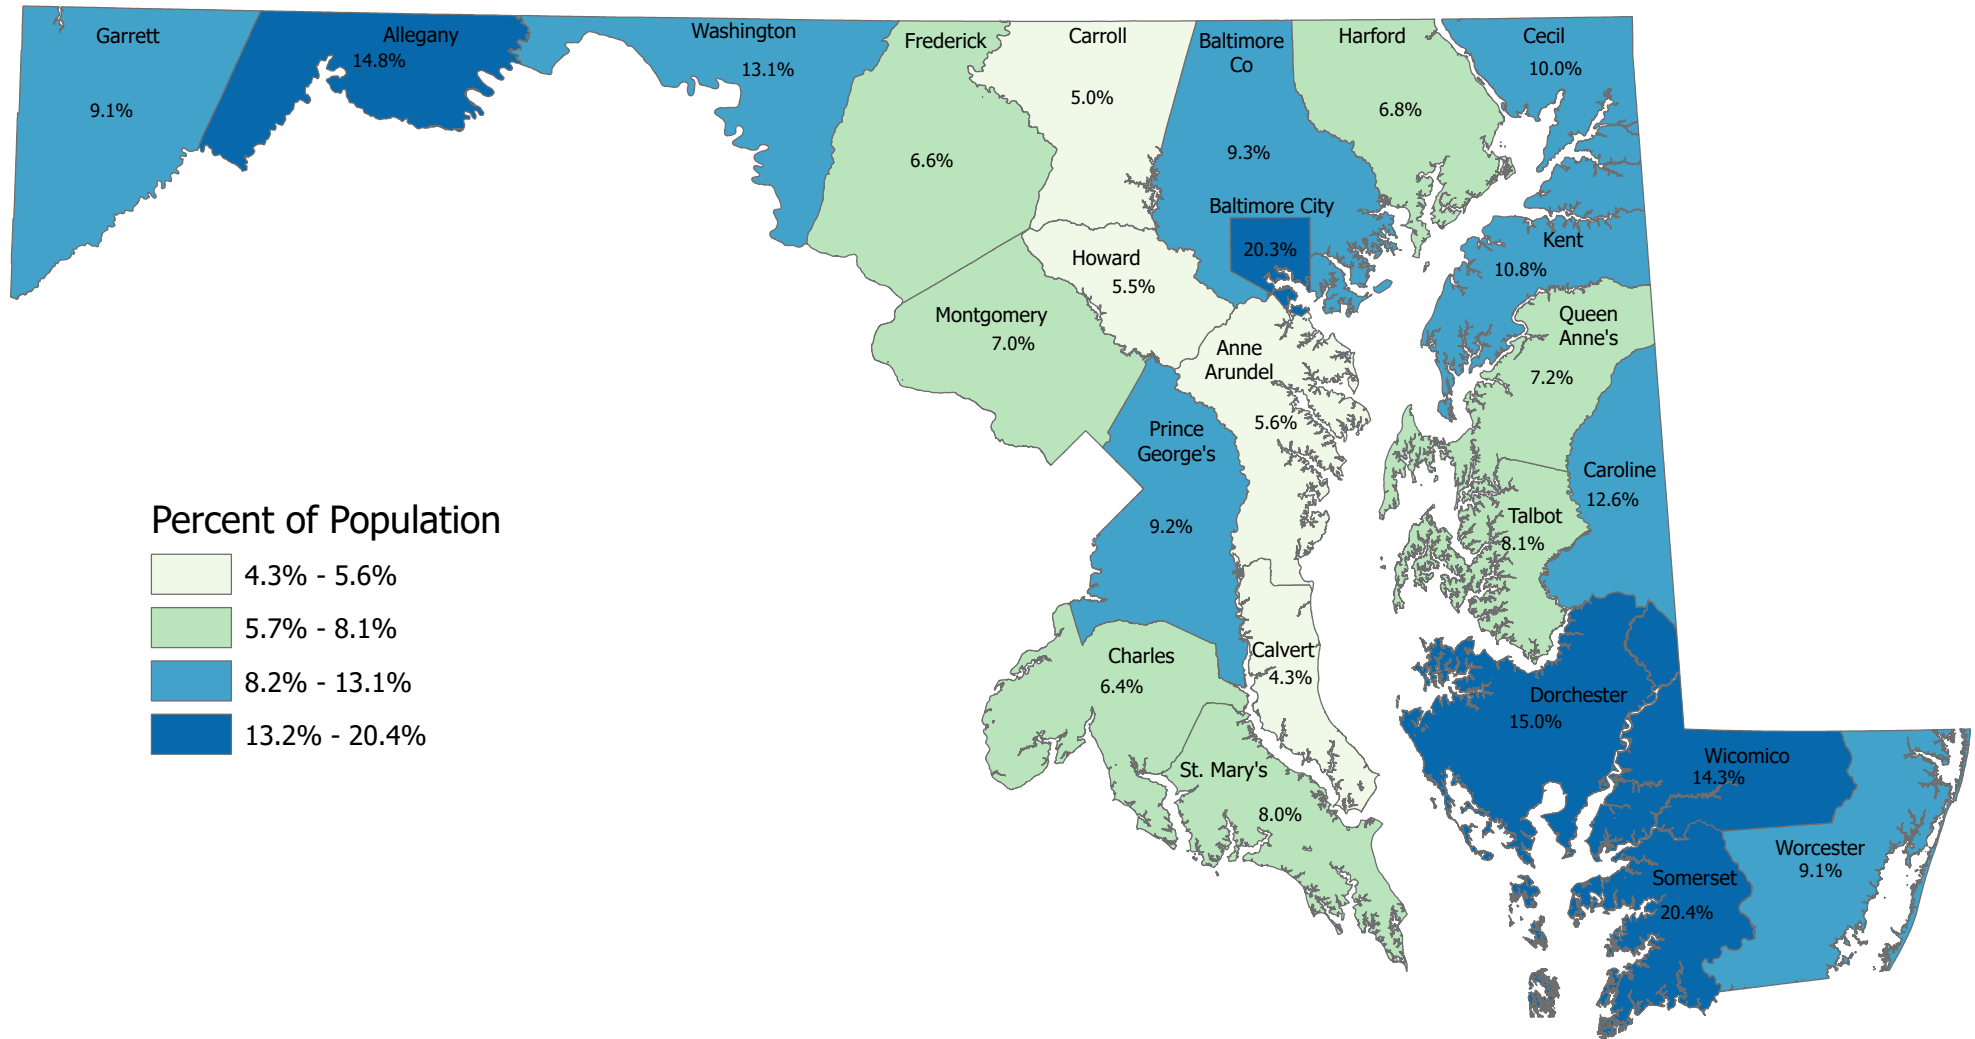 Garrett
9.1%
Allegany
14.8%
Washington
13.1%
Frederick
6.6%
Carroll
5.0%
Baltimore
Co
9.3%
Baltimore City
20.3%
Harford
6.8%
Cecil
10.0%
Kent
10.8%
Howard
5.5%
Montgomery
7.0%
Anne
Arundel
5.6%
Queen
Anne's
7.2%
Prince
George's
9.2%
Caroline
12.6%
Talbot
8.1%
Percent of Population
4.3% - 5.6%
5.7% - 8.1%
8.2% - 13.1%
13.2% - 20.4%
Charles
6.4%
Calvert
4.3%
Dorchester
15.0%
St. Mary's
8.0%
Wicomico
14.3%
Worcester
9.1%
Somerset
20.4%